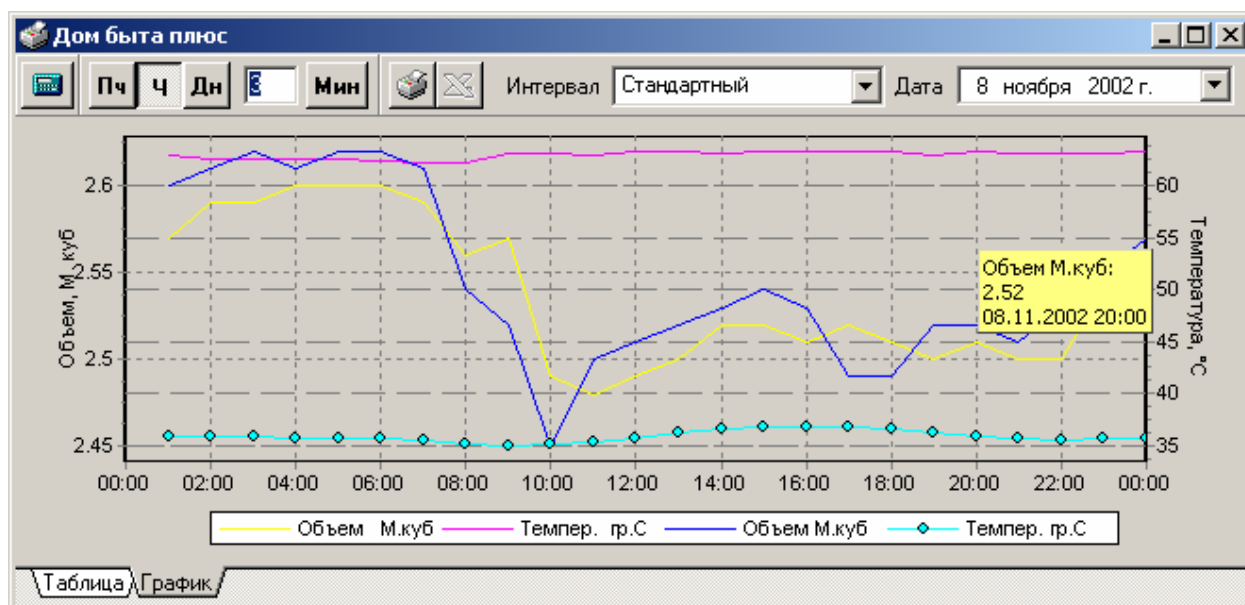 Дом быта плюс
Пч Ч Дн 3 Мин Интервал Стандартный Дата 8 ноября 2002 г.
Объем, М. куб
2.6
2.55
2.5
2.45
60
55
50
45
40
35
Температура, °С
Объем М.куб:
2.52
08.11.2002 20:00
00:00 02:00 04:00 06:00 08:00 10:00 12:00 14:00 16:00 18:00 20:00 22:00 00:00
Объем М.куб Темпер. гр.С Объем М.куб Темпер. гр.С
Таблица График